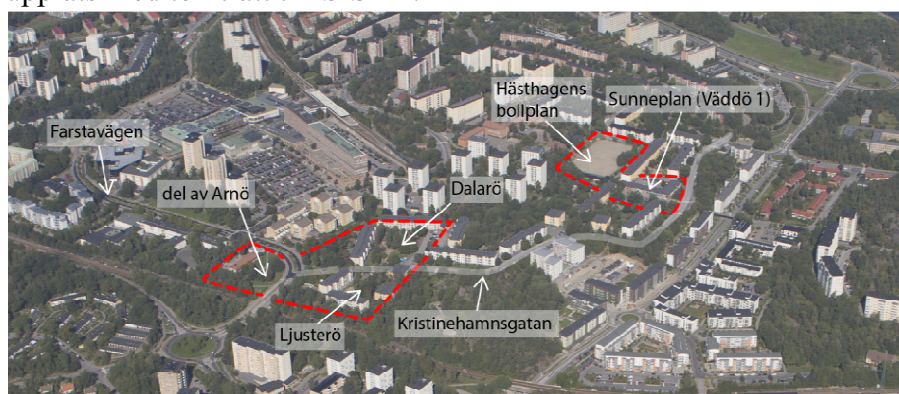 Hästhagens
bollplan
Sunneplan (Väddö 1)
Farstavägen
del av Arnö
Dalarö
Ljusterö
Kristinehamnsgatan